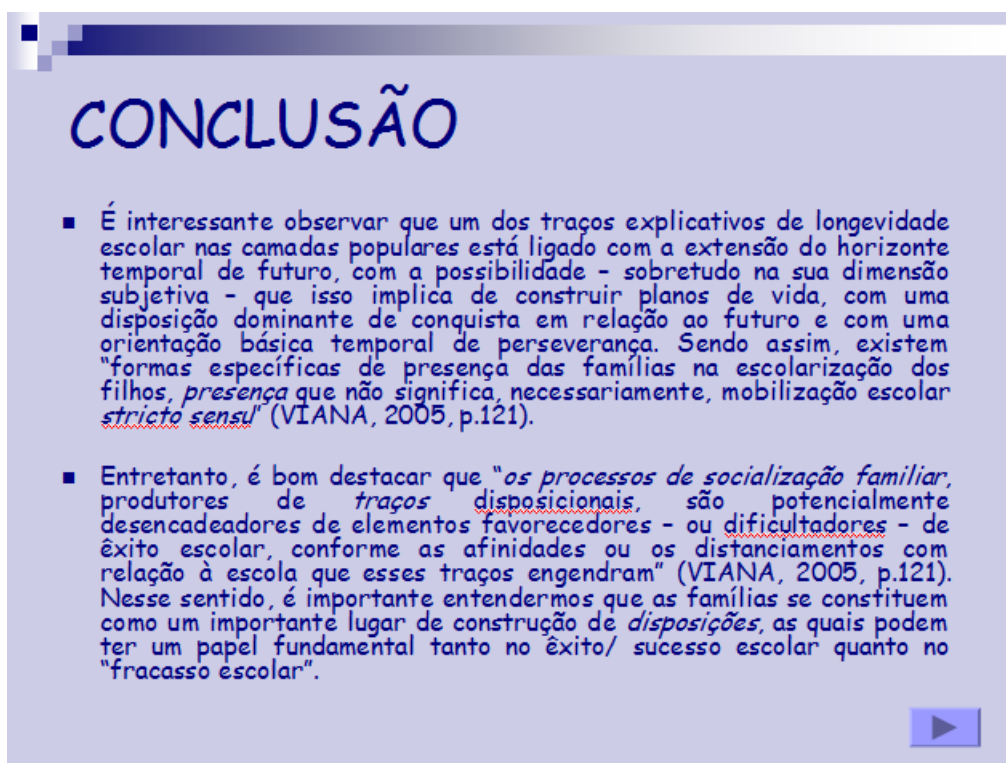 CONCLUSÃO
É interessante observar que um dos traços explicativos de longevidade
escolar nas camadas populares está ligado com a extensão do horizonte
temporal de futuro, com a possibilidade – sobretudo na sua dimensão
subjetiva – que isso implica de construir planos de vida, com uma
disposição dominante de conquista em relação ao futuro e com uma
orientação básica temporal de perseverança. Sendo assim, existem
“formas específicas de presença das famílias na escolarização dos
filhos, presença que não significa, necessariamente, mobilização escolar
stricto sensu” (VIANA, 2005, p.121).
Entretanto, é bom destacar que “os processos de socialização familiar,
produtores de traços disposicionais, são potencialmente
desencadeadores de elementos favorecedores – ou dificultadores – de
êxito escolar, conforme as afinidades ou os distanciamentos com
relação à escola que esses traços engendram” (VIANA, 2005, p.121).
Nesse sentido, é importante entendermos que as famílias se constituem
como um importante lugar de construção de disposições, as quais podem
ter um papel fundamental tanto no êxito/ sucesso escolar quanto no
“fracasso escolar”.